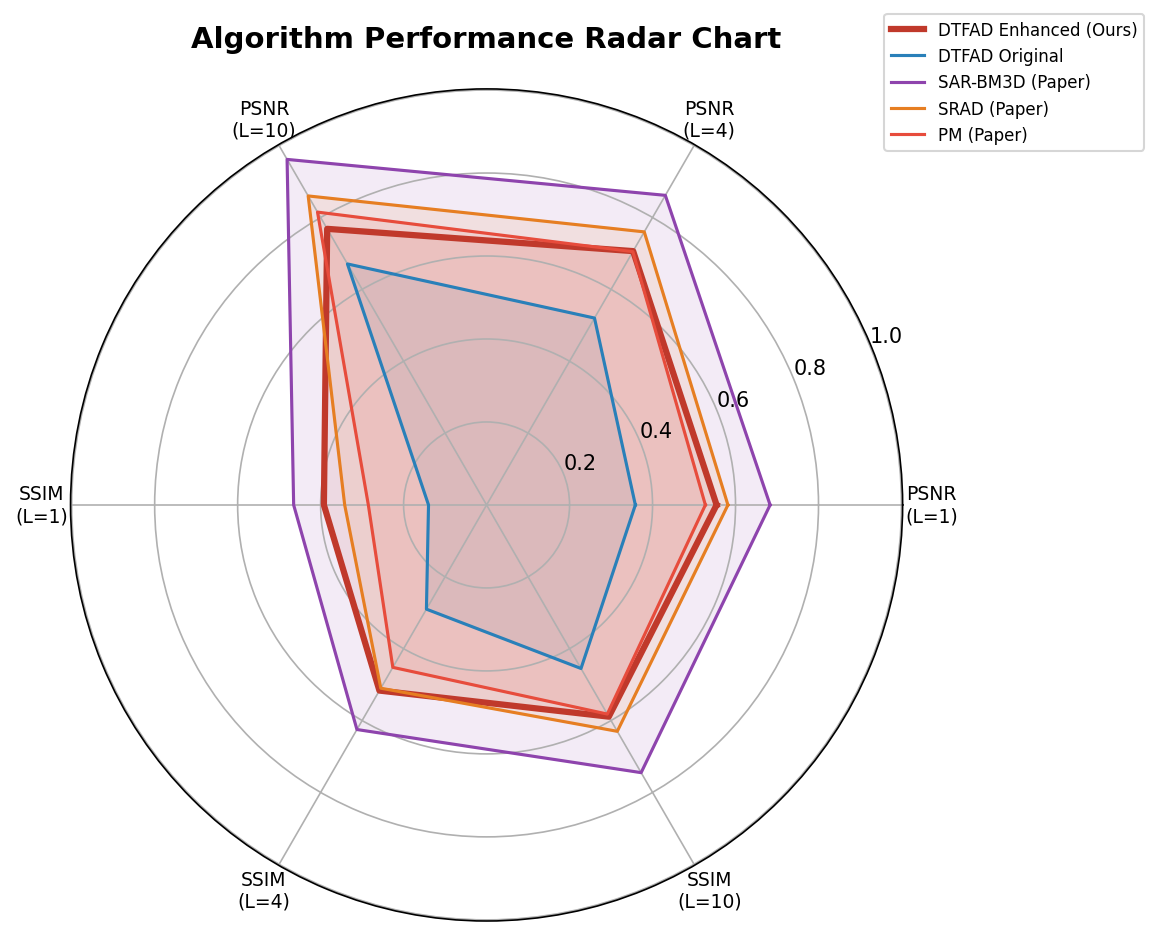 Algorithm Performance Radar Chart
DTFAD Enhanced (Ours)
DTFAD Original
SAR-BM3D (Paper)
SRAD (Paper)
PM (Paper)
PSNR
(L=10)
PSNR
(L=4)
1.0
0.8
0.6
0.4
0.2
SSIM
(L=1)
PSNR
(L=1)
SSIM
(L=4)
SSIM
(L=10)